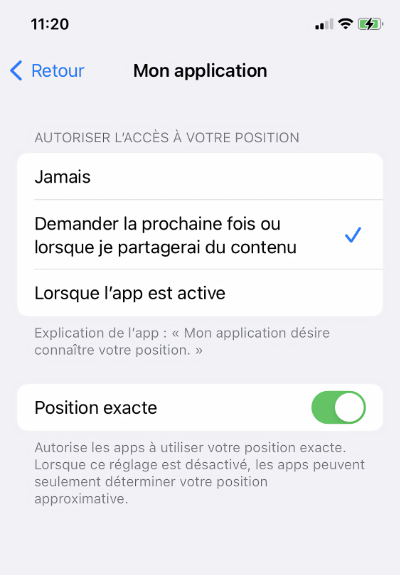 11:20
Retour
Mon application
AUTORISER L’ACCÈS À VOTRE POSITION
Jamais
Demander la prochaine fois ou
lorsque je partagerai du contenu
Lorsque l’app est active
Explication de l’app : « Mon application désire
connaître votre position. »
Position exacte
Autorise les apps à utiliser votre position exacte.
Lorsque ce réglage est désactivé, les apps peuvent
seulement déterminer votre position
approximative.